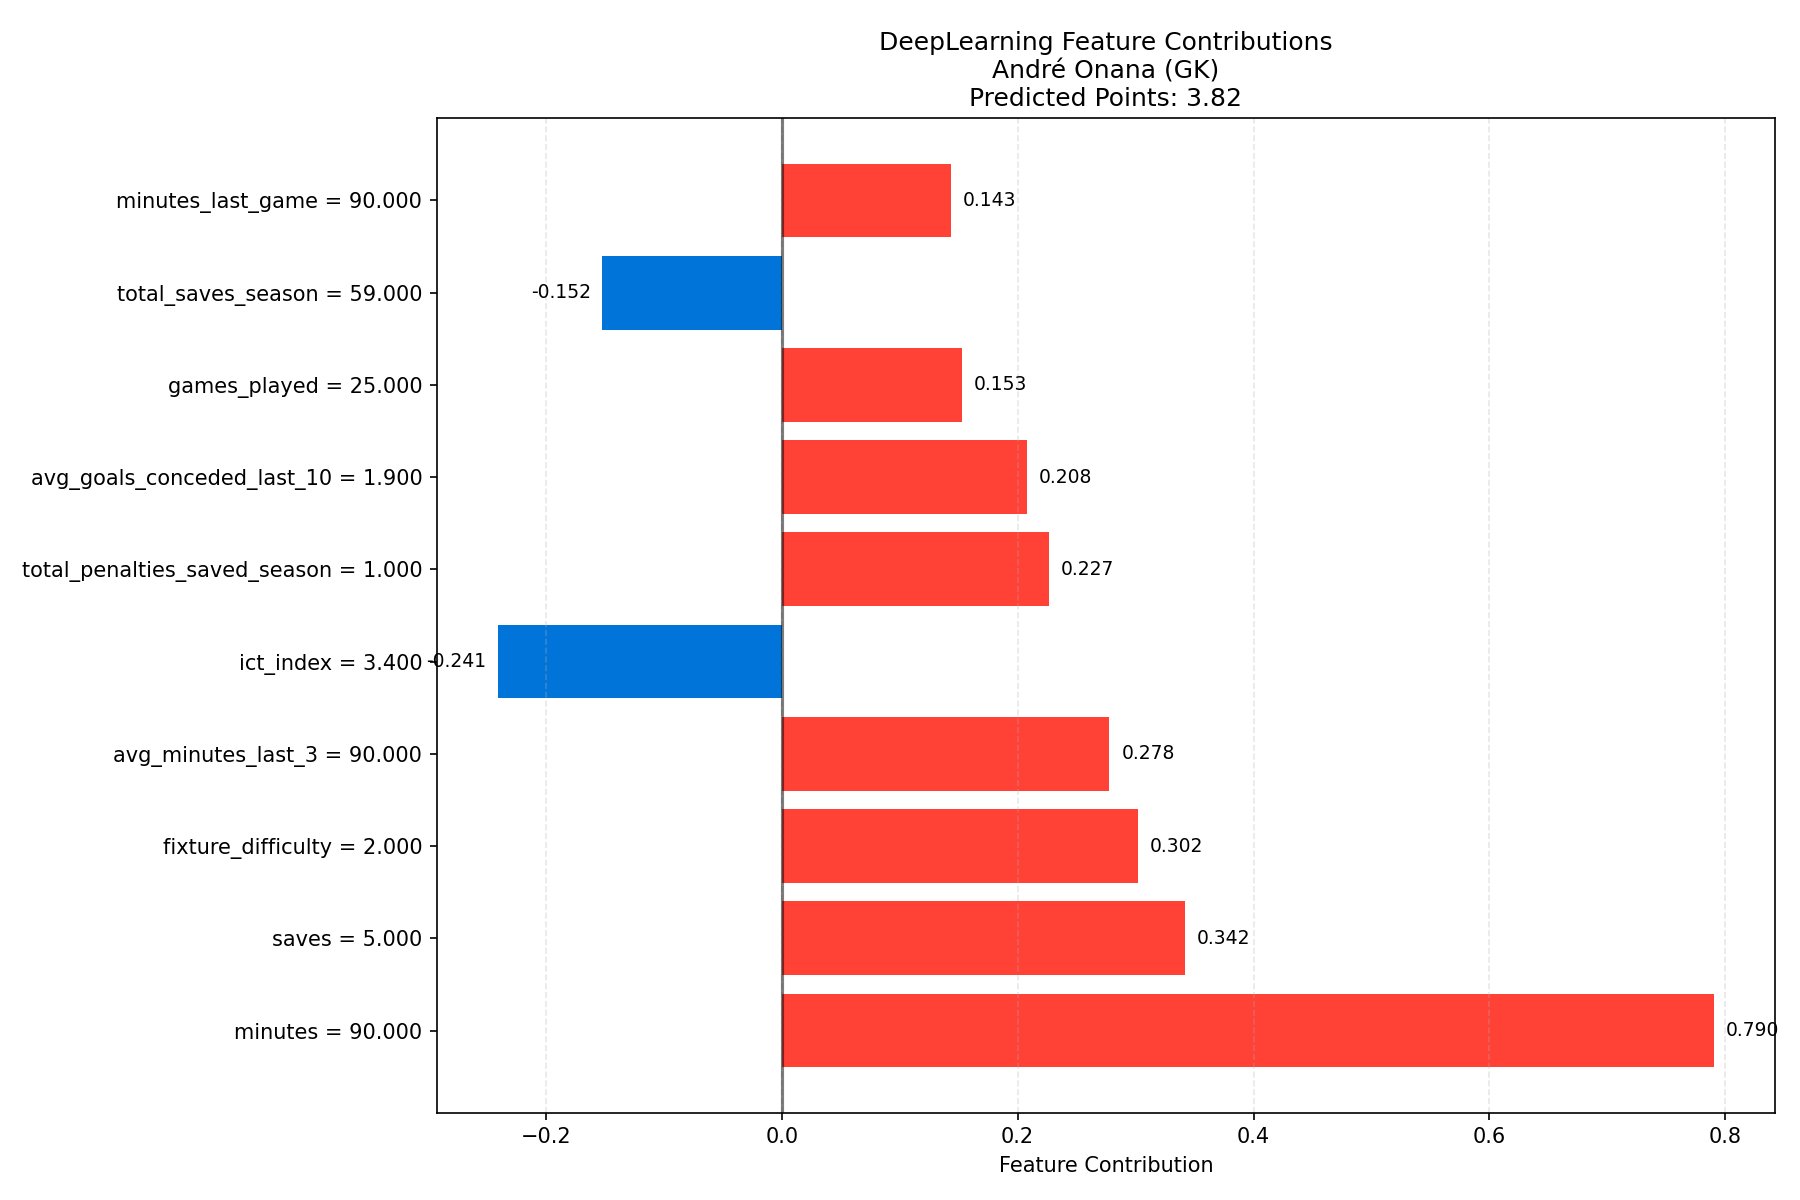 DeepLearning Feature Contributions
André Onana (GK)
Predicted Points: 3.82
minutes_last_game = 90.000
0.143
total_saves_season = 59.000
-0.152
games_played = 25.000
0.153
avg_goals_conceded_last_10 = 1.900
0.208
total_penalties_saved_season = 1.000
0.227
ict_index = 3.400
-0.241
avg_minutes_last_3 = 90.000
0.278
fixture_difficulty = 2.000
0.302
saves = 5.000
0.342
minutes = 90.000
0.790
−0.2 0.0 0.2 0.4 0.6 0.8
Feature Contribution